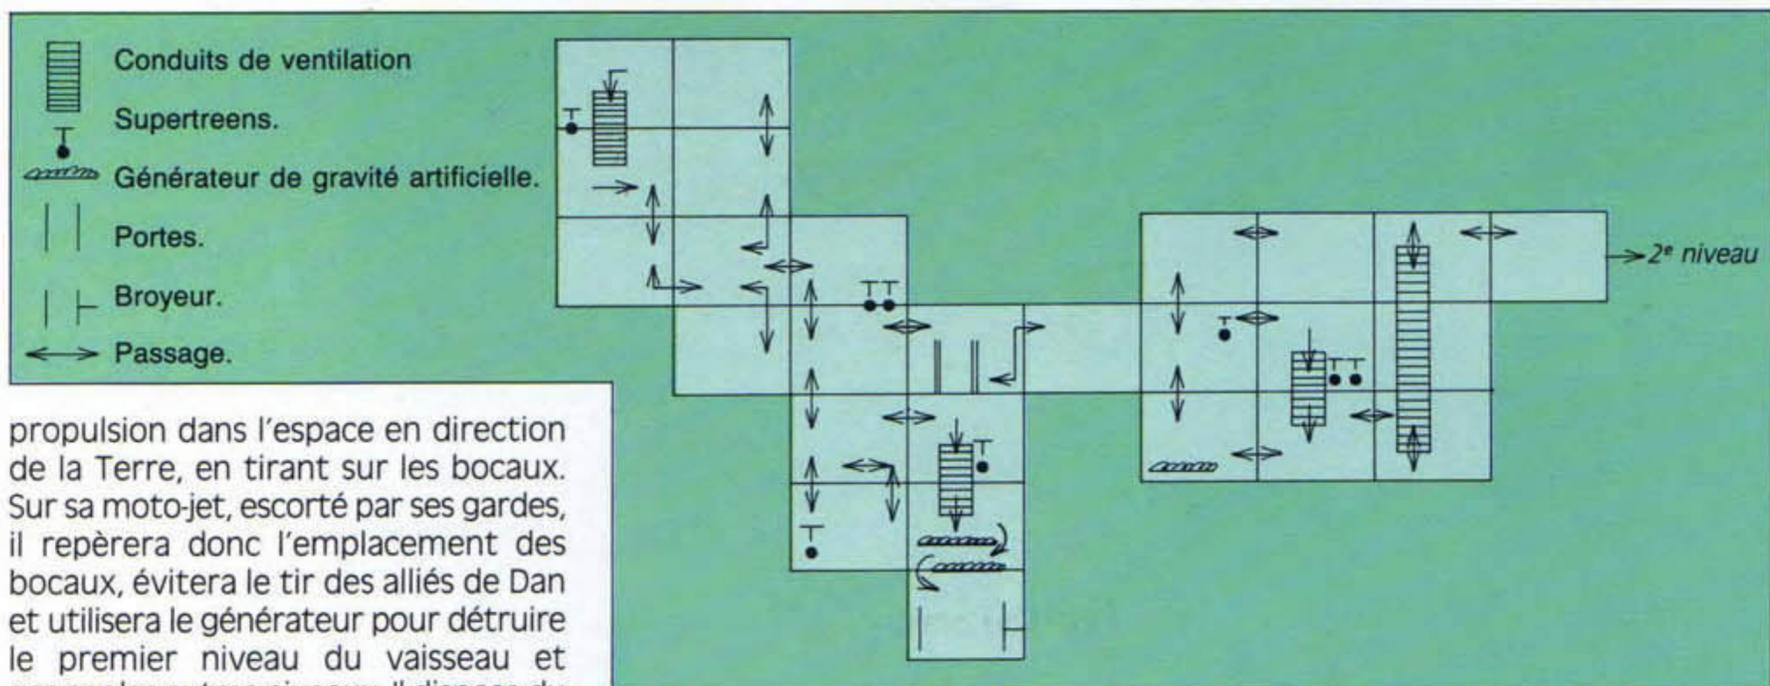 Conduits de ventilation
Supertreens.
Générateur de gravité artificielle.
Portes.
Broyeur.
Passage.
2e niveau
propulsion dans l'espace en direction
de la Terre, en tirant sur les bocaux.
Sur sa moto-jet, escorté par ses gardes,
il repèrera donc l'emplacement des
bocaux, évitera le tir des alliés de Dan
et utilisera le générateur pour détruire
le premier niveau du vaisseau et